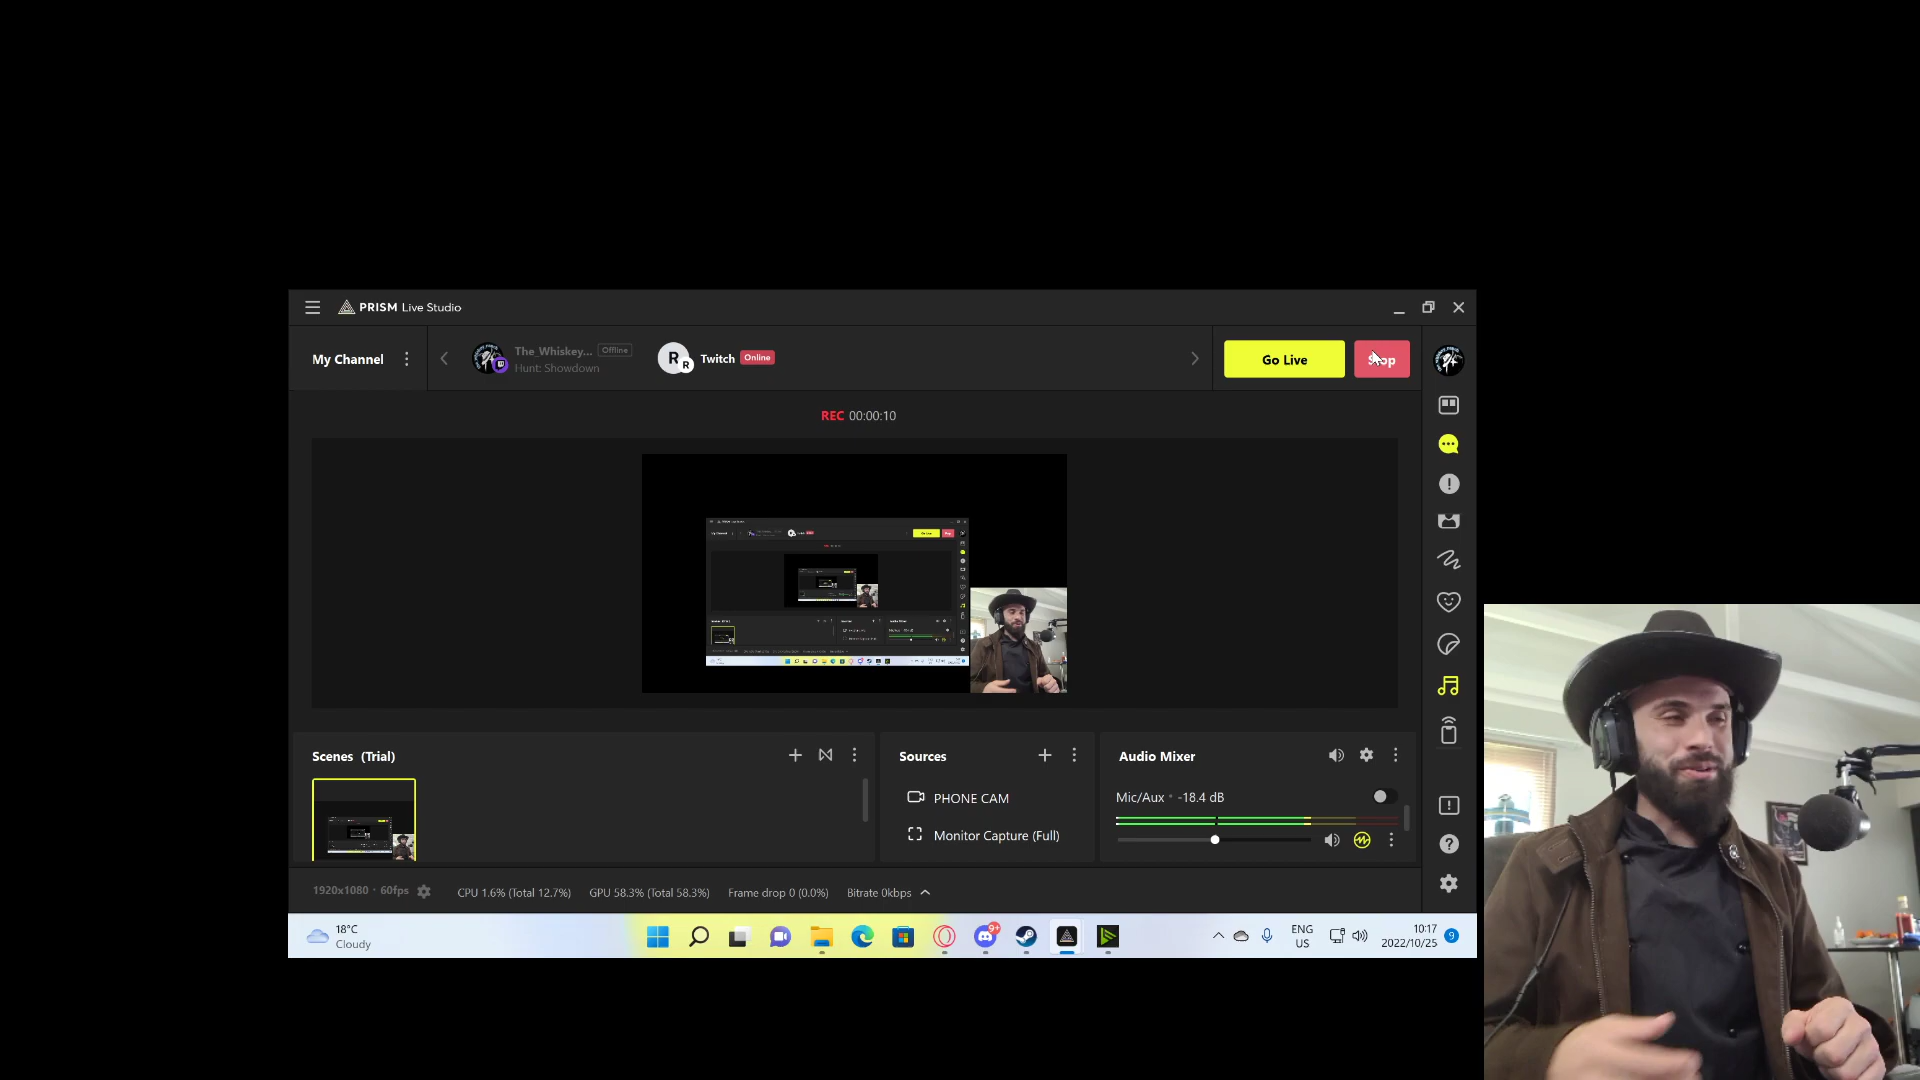 PRISM Live Studio
My Channel
The_Whiskey... Offline
Hunt: Showdown
R R Twitch Online
Go Live
Stop
REC 00:00:10
Scenes (Trial)
Sources
PHONE CAM
Monitor Capture (Full)
Audio Mixer
Mic/Aux -18.4 dB
1920x1080 · 60fps
CPU 1.6% (Total 12.7%)
GPU 58.3% (Total 58.3%)
Frame drop 0 (0.0%)
Bitrate 0kbps
18°C
Cloudy
9+
ENG
US
10:17
2022/10/25
9